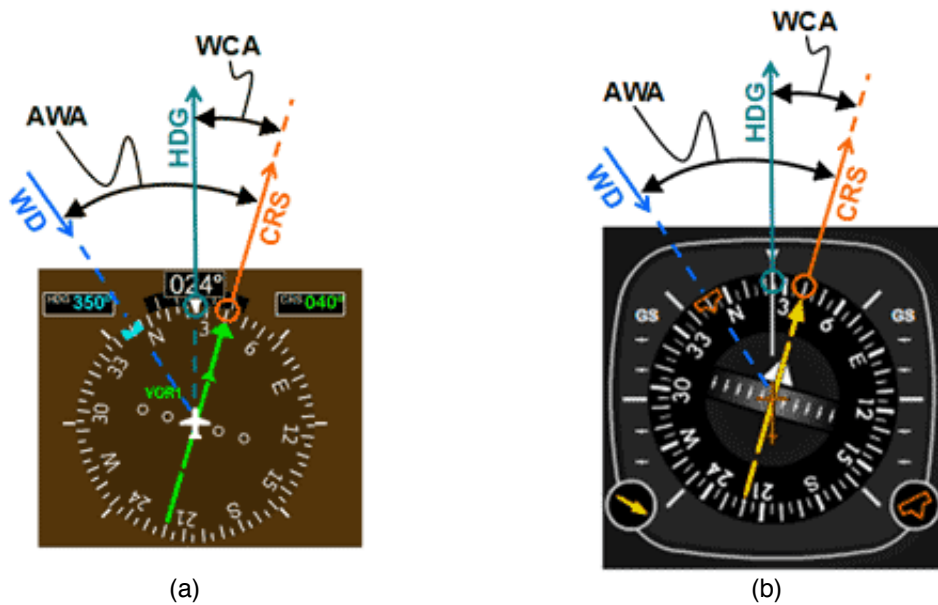 WCA
AWA
HDG
WD
CRS
024°
HDG 350°
CRS 040°
N
3
6
E
12
15
S
21
24
W
30
33
VOR1
(a)
WCA
AWA
HDG
WD
CRS
GS
GS
N
3
6
E
12
15
S
21
24
W
30
33
(b)